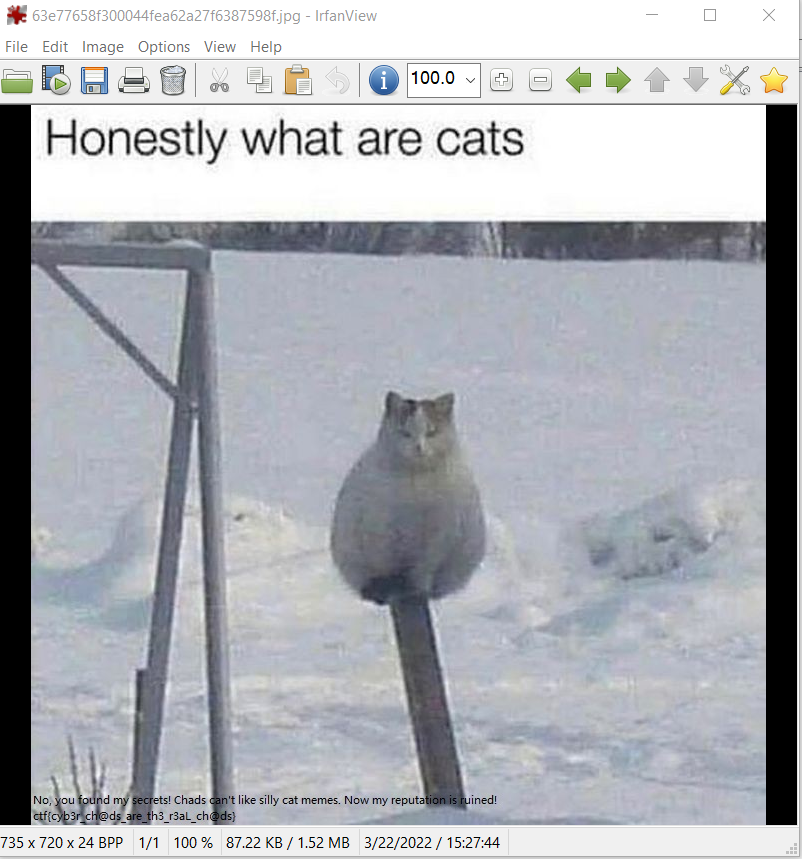 63e77658f300044fea62a27f6387598f.jpg - IrfanView
File Edit Image Options View Help
100.0
Honestly what are cats
No, you found my secrets! Chads can't like silly cat memes. Now my reputation is ruined!
ctf{cyb3r_ch@ds_are_th3_r3aL_ch@ds}
735 x 720 x 24 BPP 1/1 100 % 87.22 KB / 1.52 MB 3/22/2022 / 15:27:44